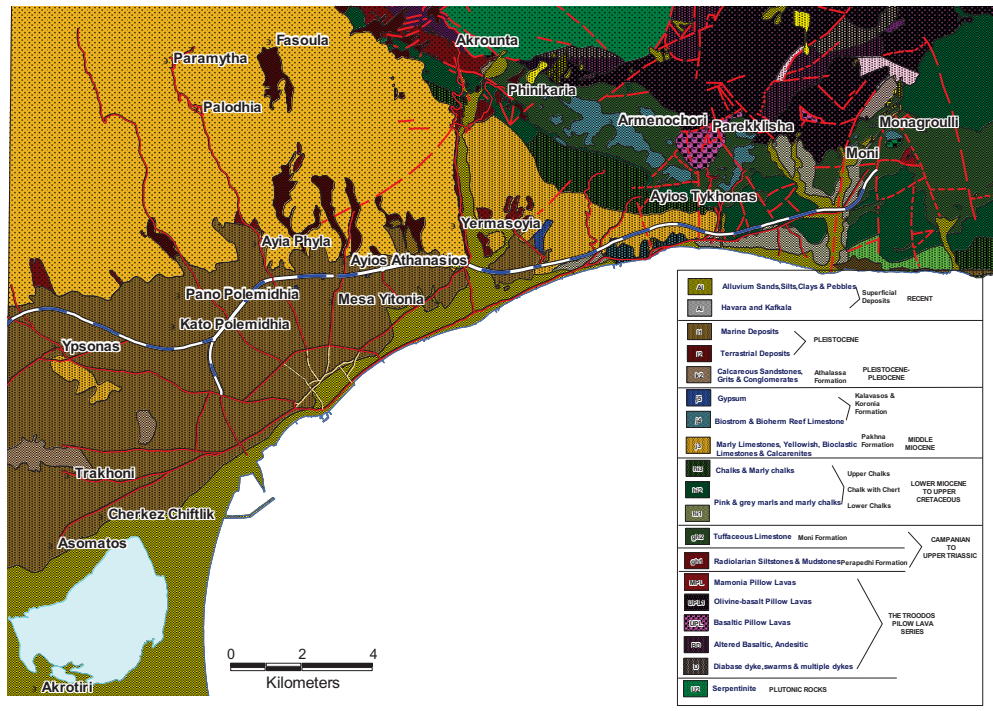 Fasoula
Akrounta
Paramytha
Phinikaria
Palodhia
Armenochori
Parekklisha
Monagroulli
Moni
Ayios Tykhonas
Yermasoyia
Ayia Phyla
Ayios Athanasios
Pano Polemidhia
Mesa Yitonia
Kato Polemidhia
Ypsonas
Trakhoni
Cherkez Chiftlik
Asomatos
Akrotiri
0 2 4
Kilometers
Alluvium Sands,Silts,Clays & Pebbles
Superficial
Deposits
RECENT
Havara and Kafkala
Marine Deposits
PLEISTOCENE
Terrastrial Deposits
Calcareous Sandstones,
Grits & Conglomerates
Athalassa
Formation
PLEISTOCENE-
PLEIOCENE
Gypsum
Kalavasos &
Koronia
Formation
Biostrom & Bioherm Reef Limestone
Marly Limestones, Yellowish, Bioclastic
Limestones & Calcarenites
Pakhna
Formation
MIDDLE
MIOCENE
Chalks & Marly chalks
Upper Chalks
Chalk with Chert
LOWER MIOCENE
TO UPPER
CRETACEOUS
Pink & grey marls and marly chalks
Lower Chalks
Tuffaceous Limestone
Moni Formation
CAMPANIAN
TO
UPPER TRIASSIC
Radiolarian Siltstones & Mudstones
Perapedhi Formation
MPL
Mamonia Pillow Lavas
UPL1
Olivine-basalt Pillow Lavas
UPL
Basaltic Pillow Lavas
THE TROODOS
PILOW LAVA
SERIES
Altered Basaltic, Andesitic
Diabase dyke,swarms & multiple dykes
Serpentinite
PLUTONIC ROCKS